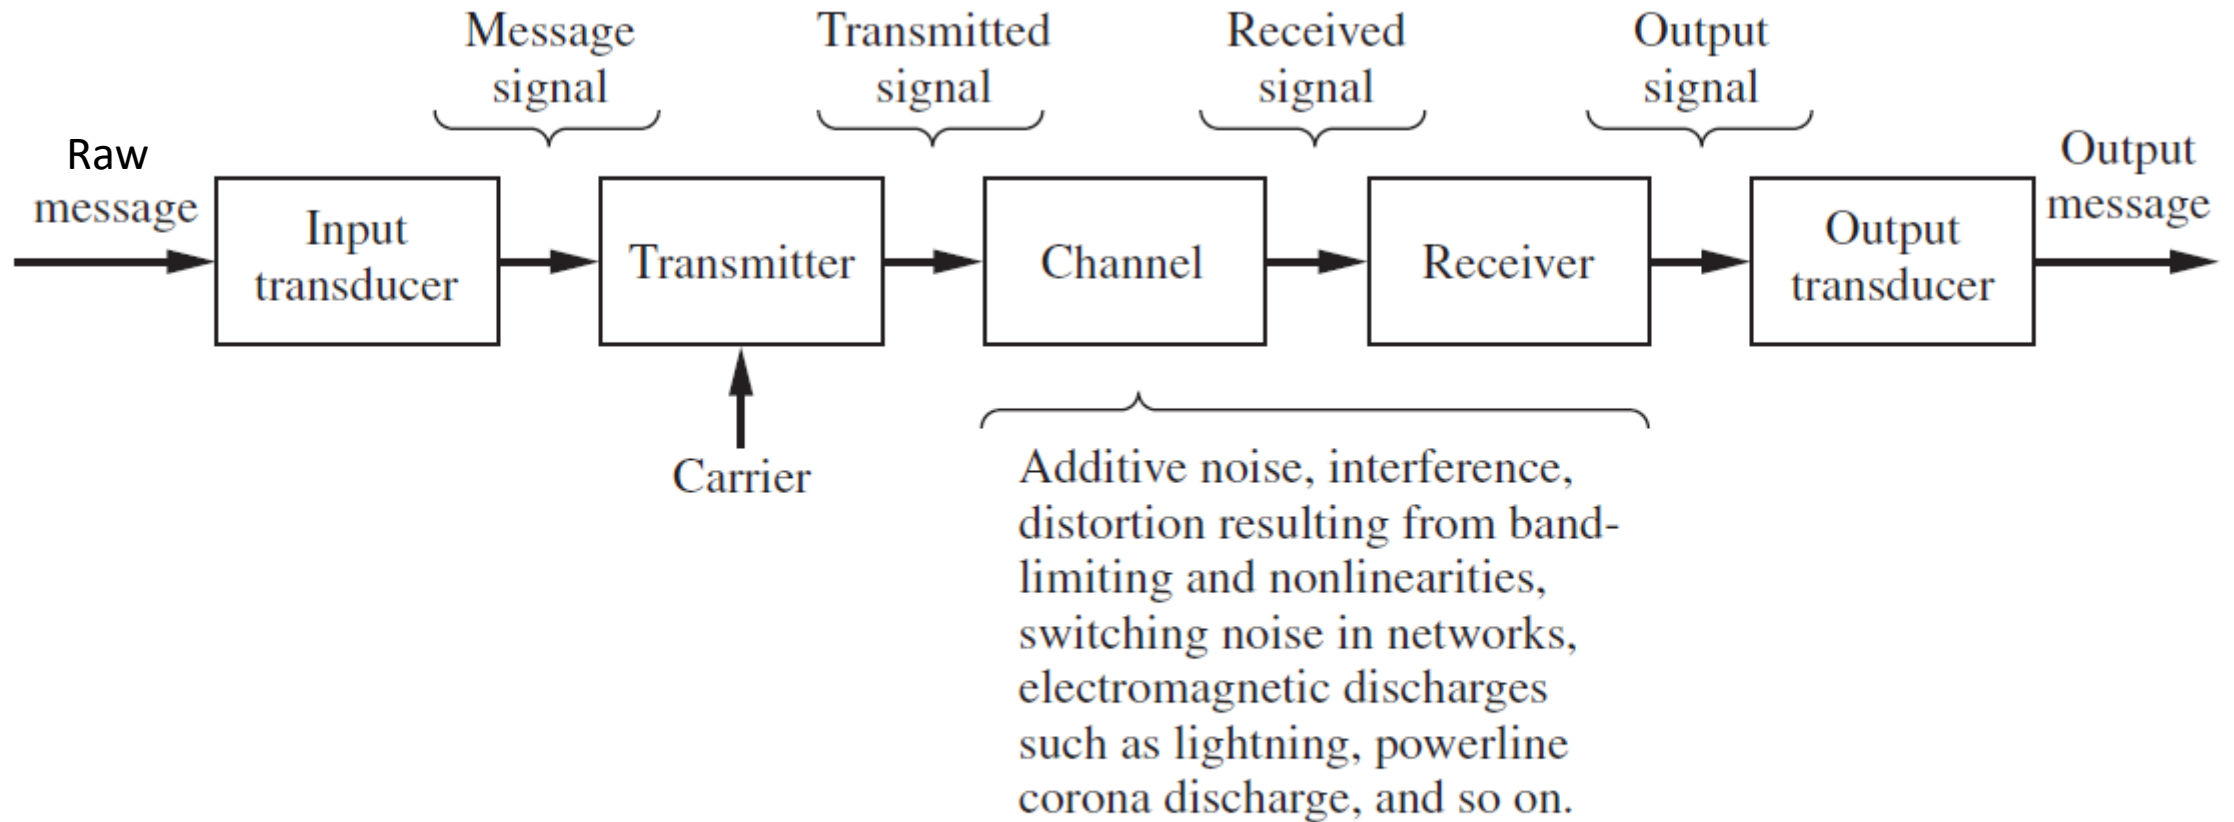 Message
signal
Transmitted
signal
Received
signal
Output
signal
Raw
message
Input
transducer
Transmitter
Channel
Receiver
Output
transducer
Output
message
Carrier
Additive noise, interference,
distortion resulting from band-
limiting and nonlinearities,
switching noise in networks,
electromagnetic discharges
such as lightning, powerline
corona discharge, and so on.